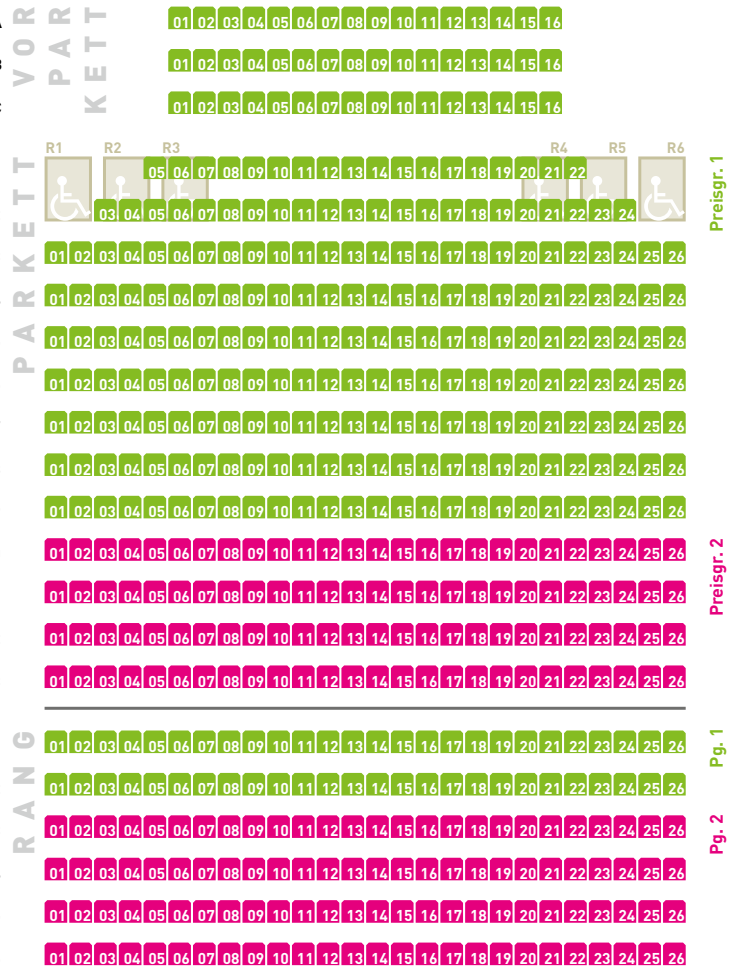 VOR
PAR
KETT
01 02 03 04 05 06 07 08 09 10 11 12 13 14 15 16
01 02 03 04 05 06 07 08 09 10 11 12 13 14 15 16
01 02 03 04 05 06 07 08 09 10 11 12 13 14 15 16
PARKETT
R1 R2 R3 R4 R5 R6
Preisgr. 1
05 06 07 08 09 10 11 12 13 14 15 16 17 18 19 20 21 22
03 04 05 06 07 08 09 10 11 12 13 14 15 16 17 18 19 20 21 22 23 24
01 02 03 04 05 06 07 08 09 10 11 12 13 14 15 16 17 18 19 20 21 22 23 24 25 26
01 02 03 04 05 06 07 08 09 10 11 12 13 14 15 16 17 18 19 20 21 22 23 24 25 26
01 02 03 04 05 06 07 08 09 10 11 12 13 14 15 16 17 18 19 20 21 22 23 24 25 26
01 02 03 04 05 06 07 08 09 10 11 12 13 14 15 16 17 18 19 20 21 22 23 24 25 26
01 02 03 04 05 06 07 08 09 10 11 12 13 14 15 16 17 18 19 20 21 22 23 24 25 26
01 02 03 04 05 06 07 08 09 10 11 12 13 14 15 16 17 18 19 20 21 22 23 24 25 26
01 02 03 04 05 06 07 08 09 10 11 12 13 14 15 16 17 18 19 20 21 22 23 24 25 26
Preisgr. 2
01 02 03 04 05 06 07 08 09 10 11 12 13 14 15 16 17 18 19 20 21 22 23 24 25 26
01 02 03 04 05 06 07 08 09 10 11 12 13 14 15 16 17 18 19 20 21 22 23 24 25 26
01 02 03 04 05 06 07 08 09 10 11 12 13 14 15 16 17 18 19 20 21 22 23 24 25 26
01 02 03 04 05 06 07 08 09 10 11 12 13 14 15 16 17 18 19 20 21 22 23 24 25 26
RANG
Pg. 1
01 02 03 04 05 06 07 08 09 10 11 12 13 14 15 16 17 18 19 20 21 22 23 24 25 26
01 02 03 04 05 06 07 08 09 10 11 12 13 14 15 16 17 18 19 20 21 22 23 24 25 26
Pg. 2
01 02 03 04 05 06 07 08 09 10 11 12 13 14 15 16 17 18 19 20 21 22 23 24 25 26
01 02 03 04 05 06 07 08 09 10 11 12 13 14 15 16 17 18 19 20 21 22 23 24 25 26
01 02 03 04 05 06 07 08 09 10 11 12 13 14 15 16 17 18 19 20 21 22 23 24 25 26
01 02 03 04 05 06 07 08 09 10 11 12 13 14 15 16 17 18 19 20 21 22 23 24 25 26